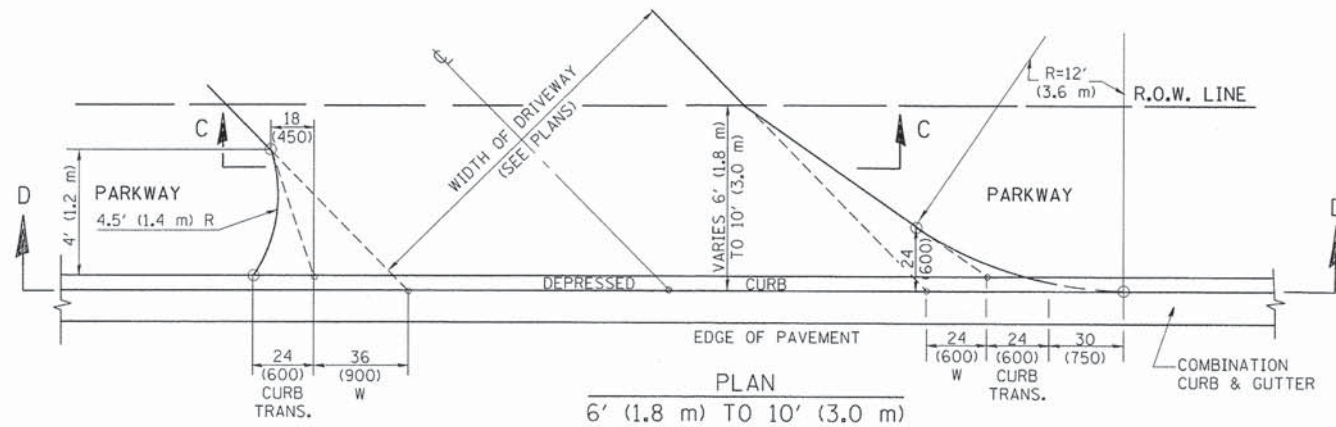 18
(450)
C
4' (1.2 m)
D
PARKWAY
4.5' (1.4 m) R
℄
WIDTH OF DRIVEWAY
(SEE PLANS)
VARIES 6' (1.8 m)
TO 10' (3.0 m)
C
R=12'
(3.6 m)
R.O.W. LINE
PARKWAY
24
(600)
DEPRESSED CURB
EDGE OF PAVEMENT
24
(600)
CURB
TRANS.
36
(900)
W
24
(600)
W
24
(600)
CURB
TRANS.
30
(750)
COMBINATION
CURB & GUTTER
PLAN
6' (1.8 m) TO 10' (3.0 m)